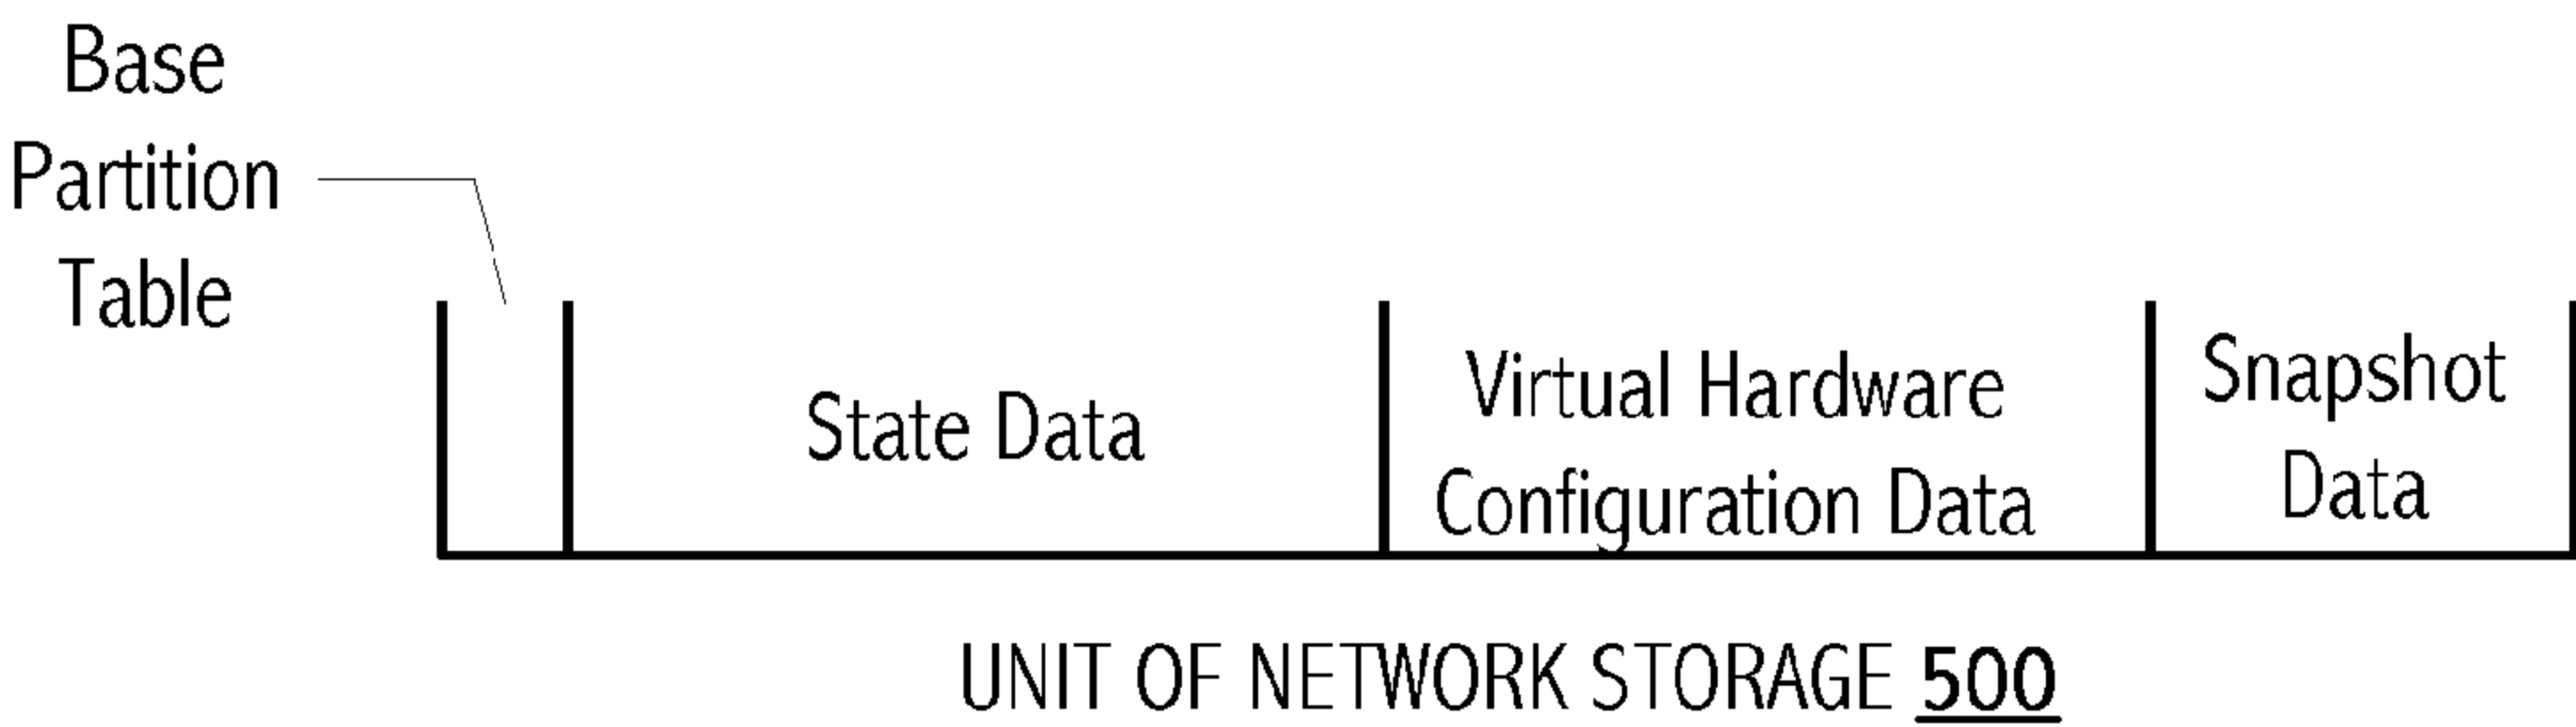 Base
Partition
Table
State Data
Virtual Hardware
Configuration Data
Snapshot
Data
UNIT OF NETWORK STORAGE 500